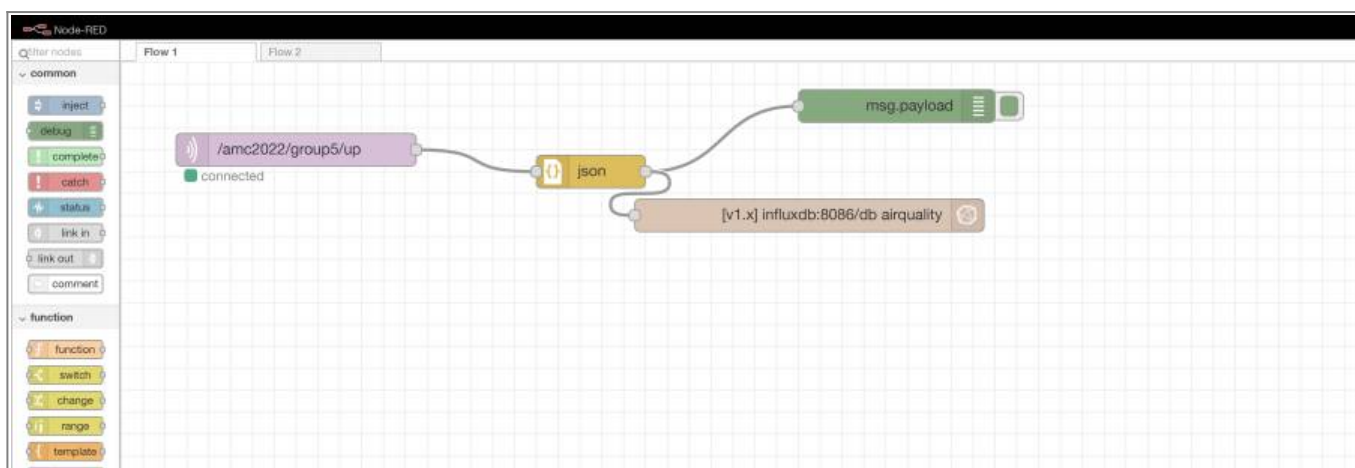 Node-RED
filter nodes
Flow 1
Flow 2
common
inject
debug
complete
catch
status
link in
link out
comment
function
function
switch
change
range
template
/amc2022/group5/up
connected
json
msg.payload
[v1.x] influxdb:8086/db airquality